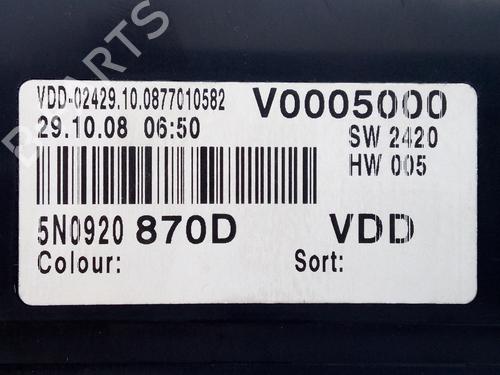 PARTS
VDD-02429.10.0877010582 V0005000
29.10.08 06:50 SW 2420
HW 005
5N0920 870D VDD
Colour: Sort: